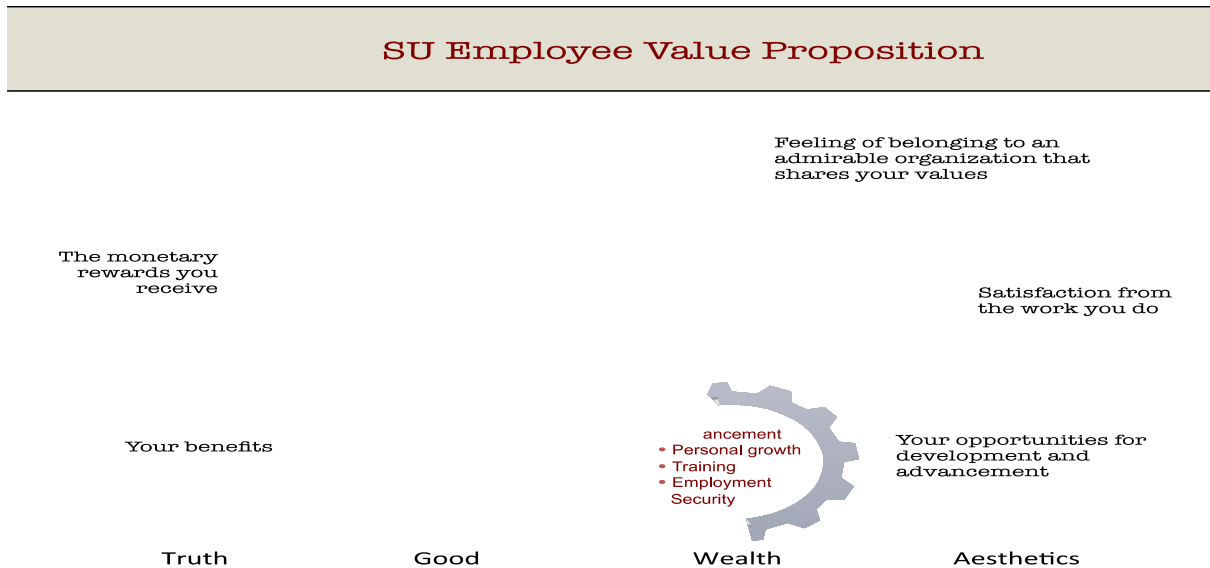 SU Employee Value Proposition
Feeling of belonging to an
admirable organization that
shares your values
The monetary
rewards you
receive
Satisfaction from
the work you do
ancement
• Personal growth
• Training
• Employment
Security
Your benefits
Your opportunities for
development and
advancement
Truth Good Wealth Aesthetics